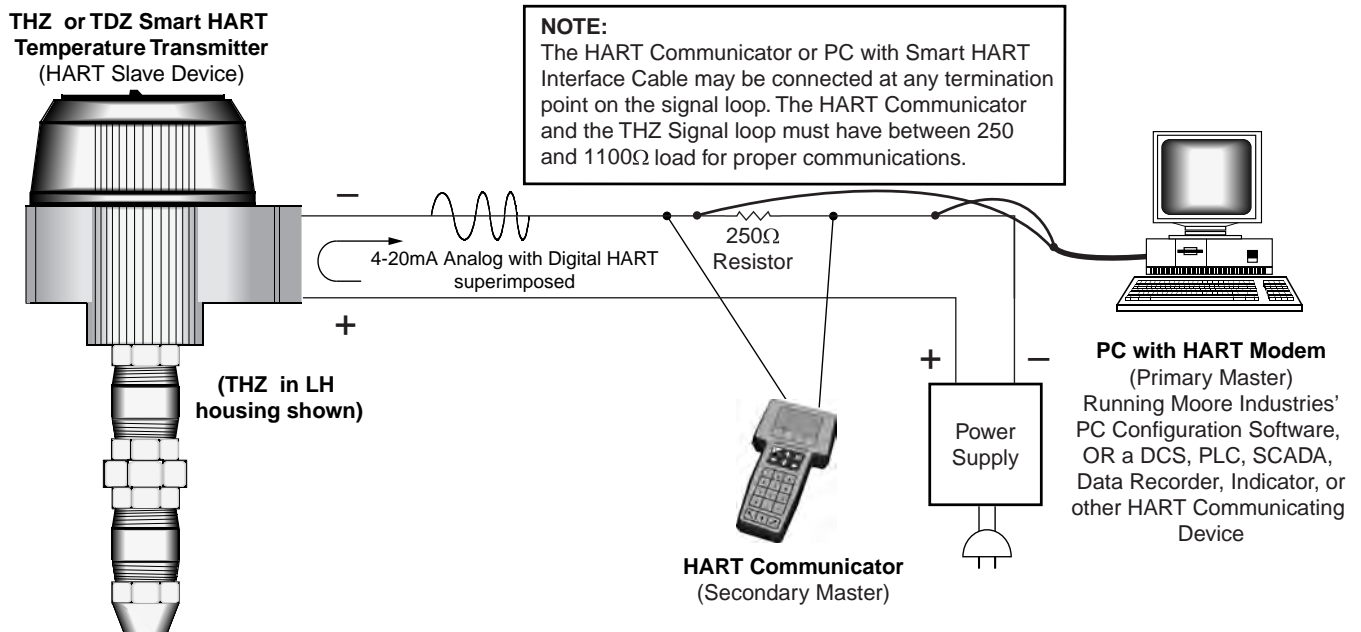 THZ or TDZ Smart HART
Temperature Transmitter
(HART Slave Device)
NOTE:
The HART Communicator or PC with Smart HART
Interface Cable may be connected at any termination
point on the signal loop. The HART Communicator
and the THZ Signal loop must have between 250
and 1100Ω load for proper communications.
−
4-20mA Analog with Digital HART
superimposed
+
250Ω
Resistor
(THZ in LH
housing shown)
+
−
Power
Supply
HART Communicator
(Secondary Master)
PC with HART Modem
(Primary Master)
Running Moore Industries’
PC Configuration Software,
OR a DCS, PLC, SCADA,
Data Recorder, Indicator, or
other HART Communicating
Device